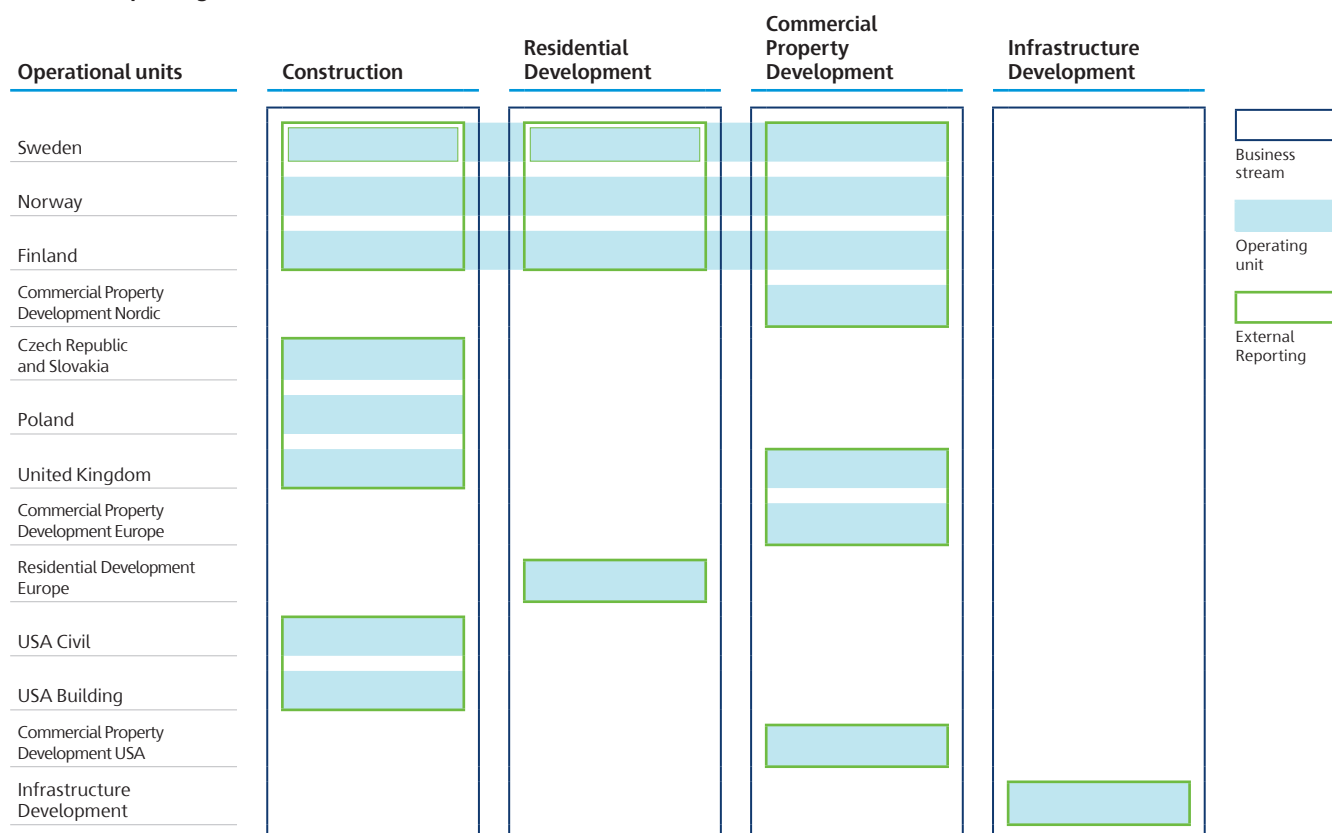 Operational units
Construction
Residential
Development
Commercial
Property
Development
Infrastructure
Development
Sweden
Norway
Finland
Commercial Property
Development Nordic
Czech Republic
and Slovakia
Poland
United Kingdom
Commercial Property
Development Europe
Residential Development
Europe
USA Civil
USA Building
Commercial Property
Development USA
Infrastructure
Development
Business
stream
Operating
unit
External
Reporting